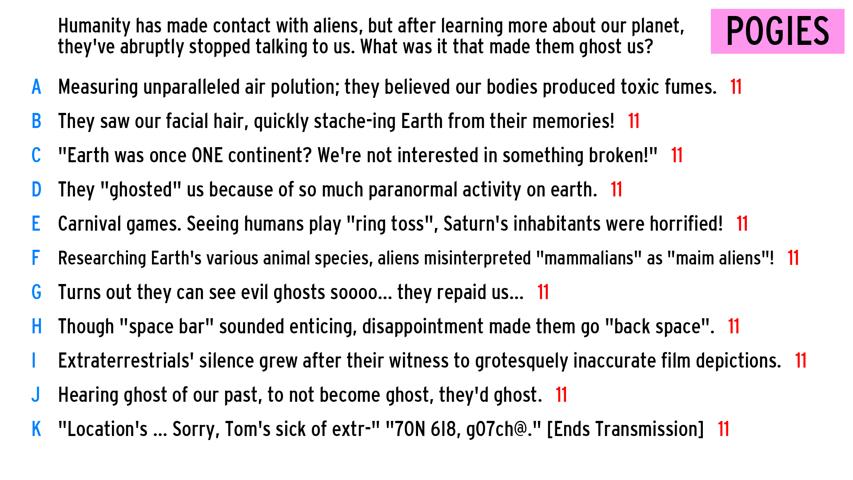 Humanity has made contact with aliens, but after learning more about our planet,
they've abruptly stopped talking to us. What was it that made them ghost us?
POGIES
A Measuring unparalleled air polution; they believed our bodies produced toxic fumes. 11
B They saw our facial hair, quickly stache-ing Earth from their memories! 11
C "Earth was once ONE continent? We're not interested in something broken!" 11
D They "ghosted" us because of so much paranormal activity on earth. 11
E Carnival games. Seeing humans play "ring toss", Saturn's inhabitants were horrified! 11
F Researching Earth's various animal species, aliens misinterpreted "mammalians" as "maim aliens"! 11
G Turns out they can see evil ghosts soooo... they repaid us... 11
H Though "space bar" sounded enticing, disappointment made them go "back space". 11
I Extraterrestrials' silence grew after their witness to grotesquely inaccurate film depictions. 11
J Hearing ghost of our past, to not become ghost, they'd ghost. 11
K "Location's ... Sorry, Tom's sick of extr-" "70N 6I8, g07ch@." [Ends Transmission] 11